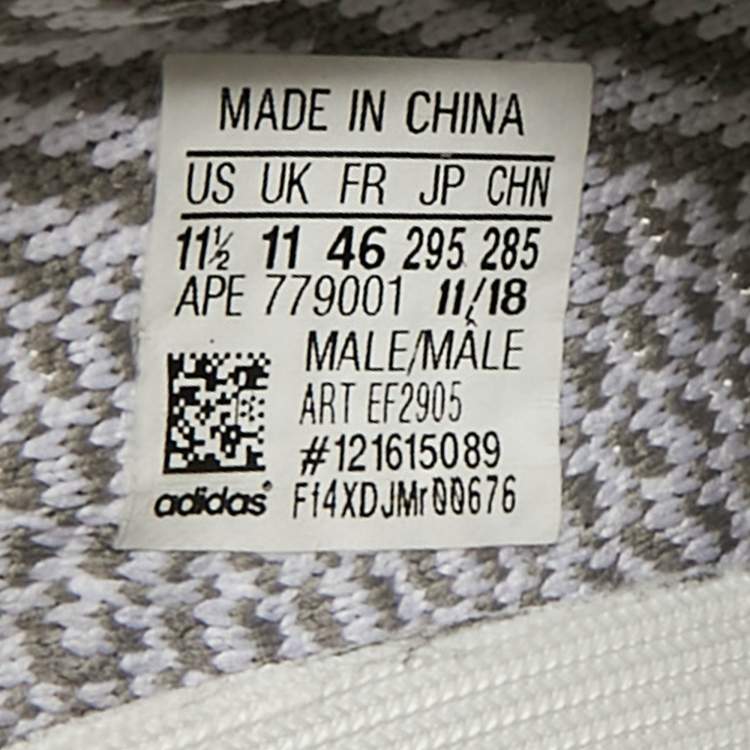 MADE IN CHINA
US UK FR JP CHN
11½ 11 46 295 285
APE 779001 11/18
MALE/MÂLE
ART EF2905
#121615089
adidas® Ff4XDJMr00676